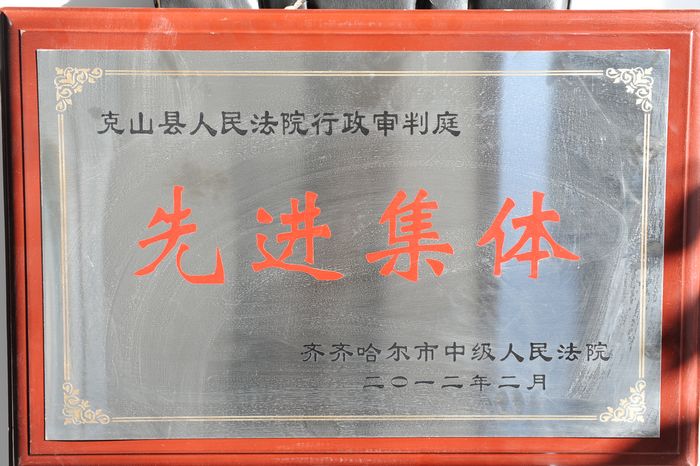 克山县人民法院行政审判庭
先进集体
齐齐哈尔市中级人民法院
二〇一二年二月